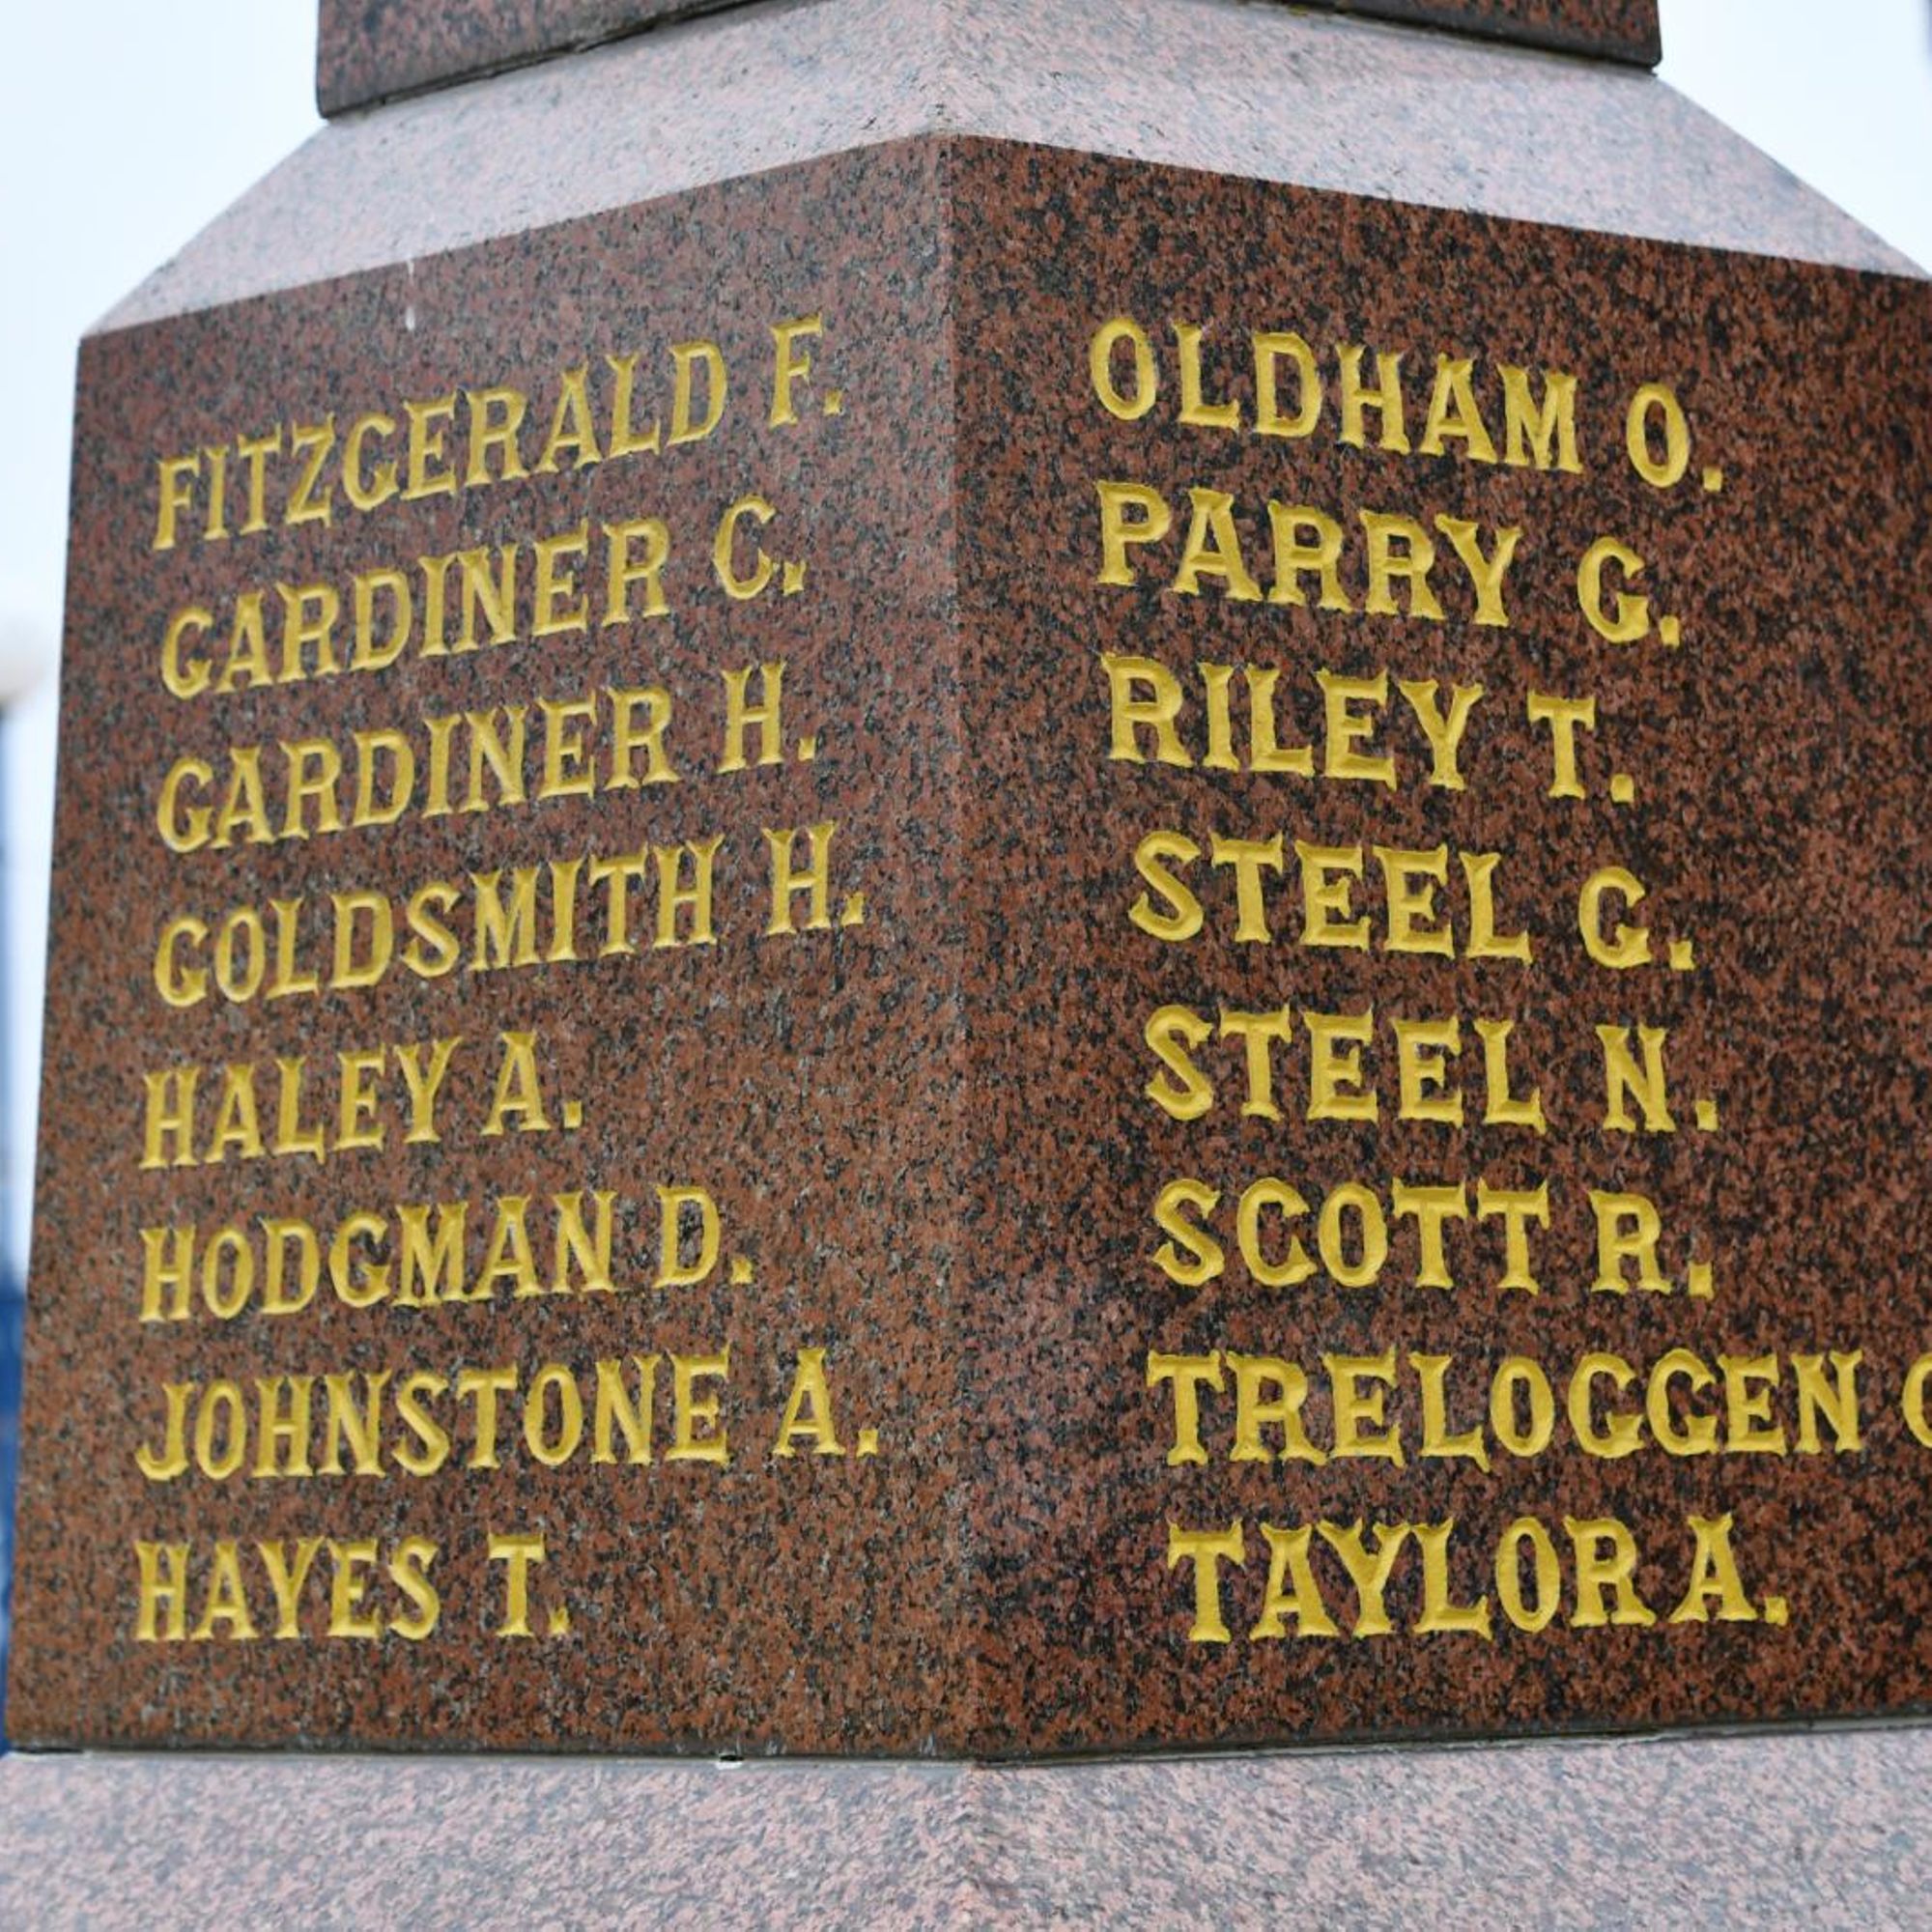 FITZGERALD F.
GARDINER C.
GARDINER H.
GOLDSMITH H.
HALEY A.
HODGMAN D.
JOHNSTONE A.
HAYES T.
OLDHAM O.
PARRY G.
RILEY T.
STEEL G.
STEEL N.
SCOTT R.
TRELOGGEN
TAYLOR A.